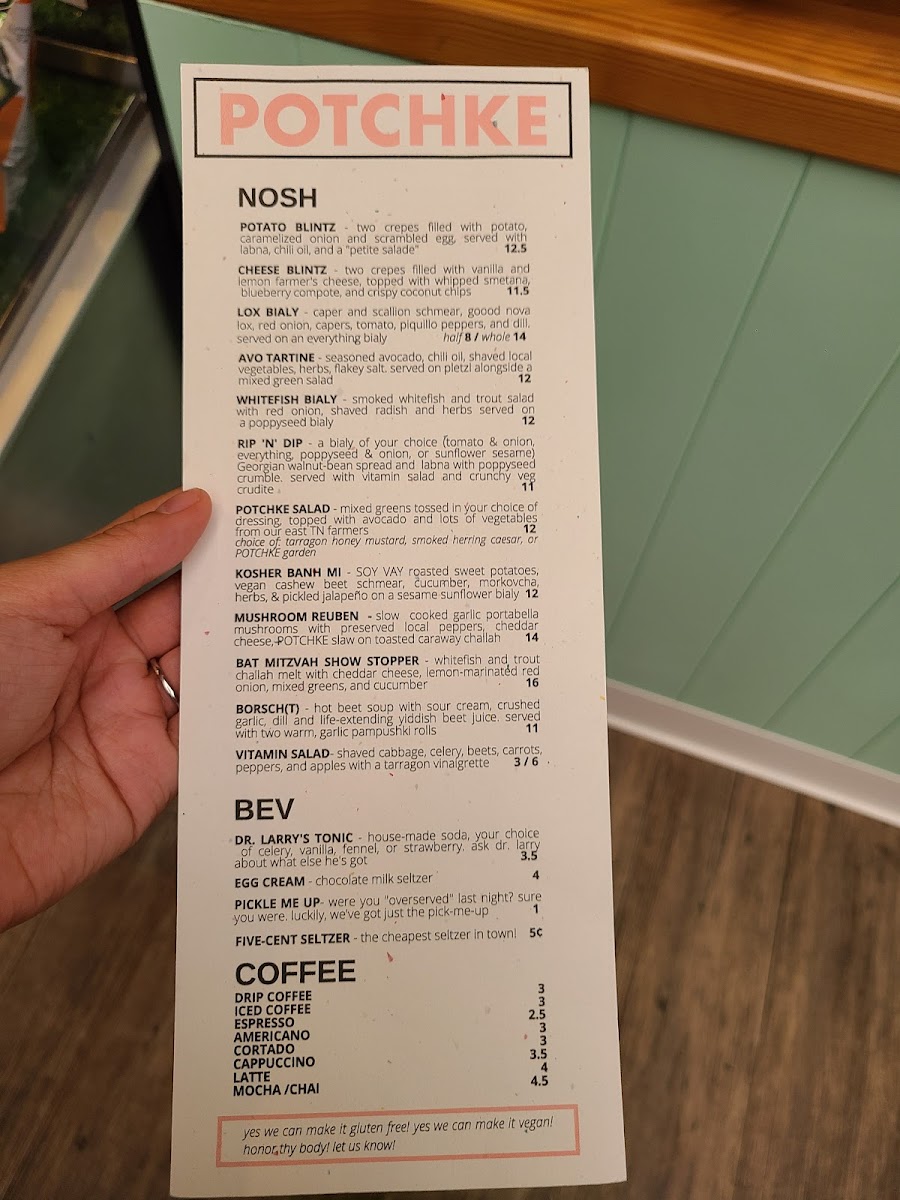 POTCHKE
NOSH
POTATO BLINTZ - two crepes filled with potato,
caramelized onion and scrambled egg, served with
labna, chili oil, and a "petite salade" 12.5
CHEESE BLINTZ - two crepes filled with vanilla and
lemon farmer's cheese, topped with whipped smetana,
blueberry compote, and crispy coconut chips 11.5
LOX BIALY - caper and scallion schmear, goood nova
lox, red onion, capers, tomato, piquillo peppers, and dill.
served on an everything bialy half 8 / whole 14
AVO TARTINE - seasoned avocado, chili oil, shaved local
vegetables, herbs, flakey salt. served on pletzl alongside a
mixed green salad 12
WHITEFISH BIALY - smoked whitefish and trout salad
with red onion, shaved radish and herbs served on
a poppyseed bialy 12
RIP 'N' DIP - a bialy of your choice (tomato & onion,
everything, poppyseed & onion, or sunflower sesame)
Georgian walnut-bean spread and labna with poppyseed
crumble. served with vitamin salad and crunchy veg
crudite 11
POTCHKE SALAD - mixed greens tossed in your choice of
dressing, topped with avocado and lots of vegetables
from our east TN farmers 12
choice of: tarragon honey mustard, smoked herring caesar, or
POTCHKE garden
KOSHER BANH MI - SOY VAY roasted sweet potatoes,
vegan cashew beet schmear, cucumber, morkovcha,
herbs, & pickled jalapeño on a sesame sunflower bialy 12
MUSHROOM REUBEN - slow cooked garlic portabella
mushrooms with preserved local peppers, cheddar
cheese, POTCHKE slaw on toasted caraway challah 14
BAT MITZVAH SHOW STOPPER - whitefish and trout
challah melt with cheddar cheese, lemon-marinated red
onion, mixed greens, and cucumber 16
BORSCH(T) - hot beet soup with sour cream, crushed
garlic, dill and life-extending yiddish beet juice. served
with two warm, garlic pampushki rolls 11
VITAMIN SALAD- shaved cabbage, celery, beets, carrots,
peppers, and apples with a tarragon vinaigrette 3 / 6
BEV
DR. LARRY'S TONIC - house-made soda, your choice
of celery, vanilla, fennel, or strawberry. ask dr. larry
about what else he's got 3.5
EGG CREAM - chocolate milk seltzer 4
PICKLE ME UP- were you "overserved" last night? sure
you were. luckily, we've got just the pick-me-up 1
FIVE-CENT SELTZER - the cheapest seltzer in town! 5¢
COFFEE
DRIP COFFEE 3
ICED COFFEE 3
ESPRESSO 2.5
AMERICANO 3
CORTADO 3
CAPPUCCINO 3.5
LATTE 4
MOCHA /CHAI 4.5
yes we can make it gluten free! yes we can make it vegan!
honor thy body! let us know!